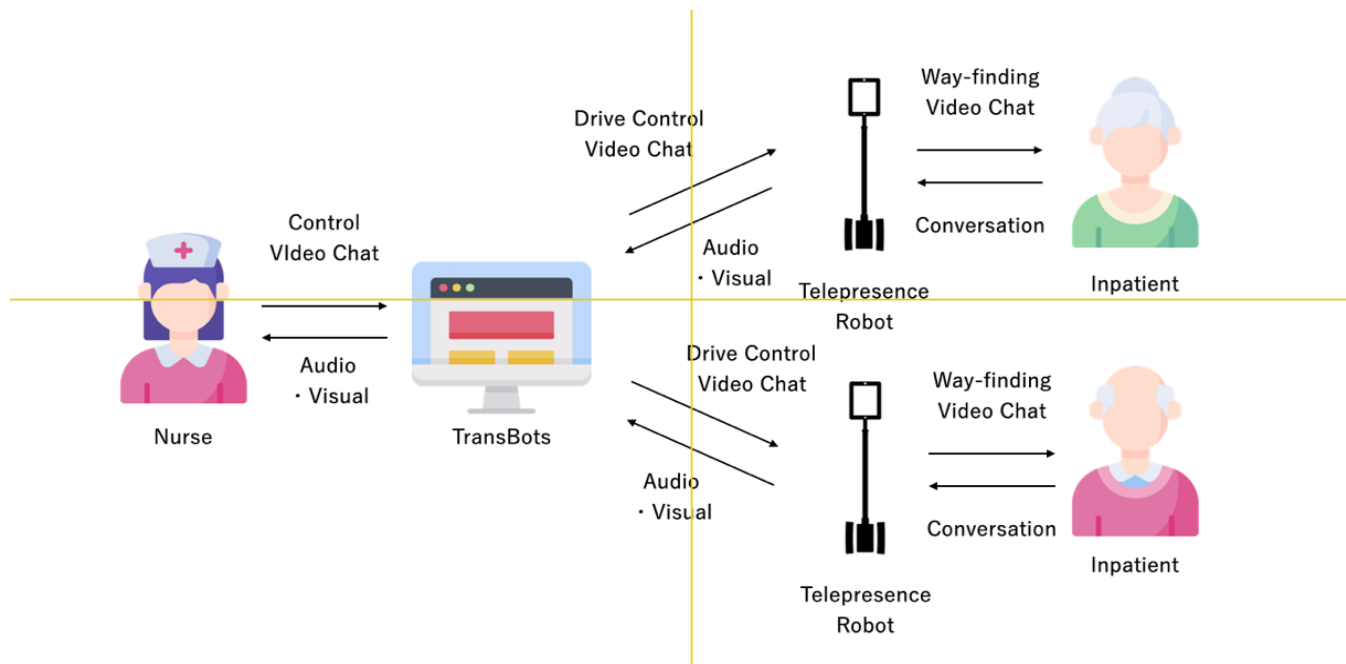 Control
VIdeo Chat
Audio
・Visual
Nurse
TransBots
Drive Control
Video Chat
Audio
・Visual
Telepresence
Robot
Way-finding
Video Chat
Conversation
Inpatient
Drive Control
Video Chat
Audio
・Visual
Telepresence
Robot
Way-finding
Video Chat
Conversation
Inpatient